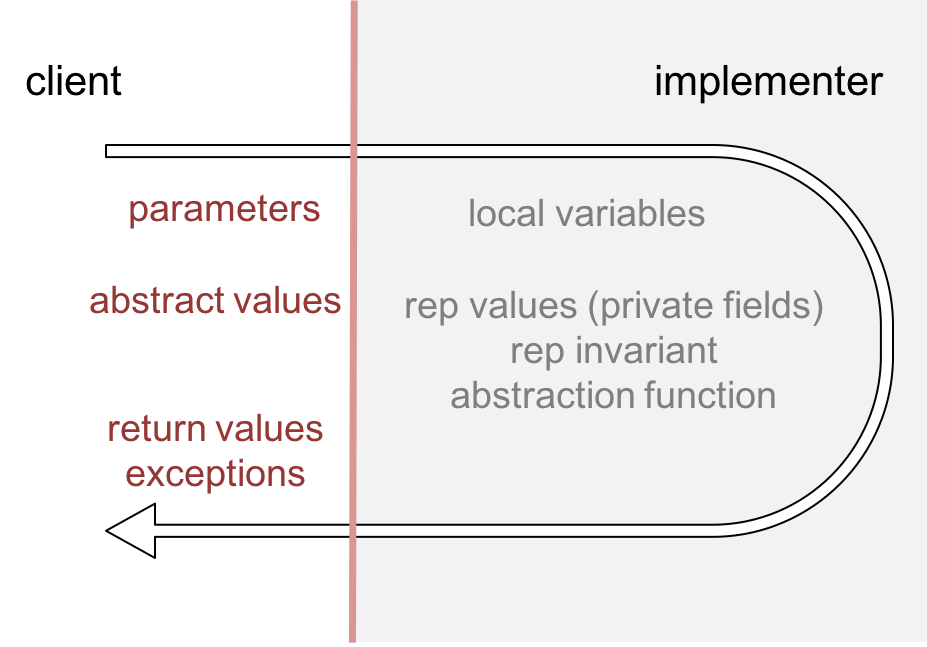 client
implementer
parameters
local variables
abstract values
rep values (private fields)
rep invariant
abstraction function
return values
exceptions